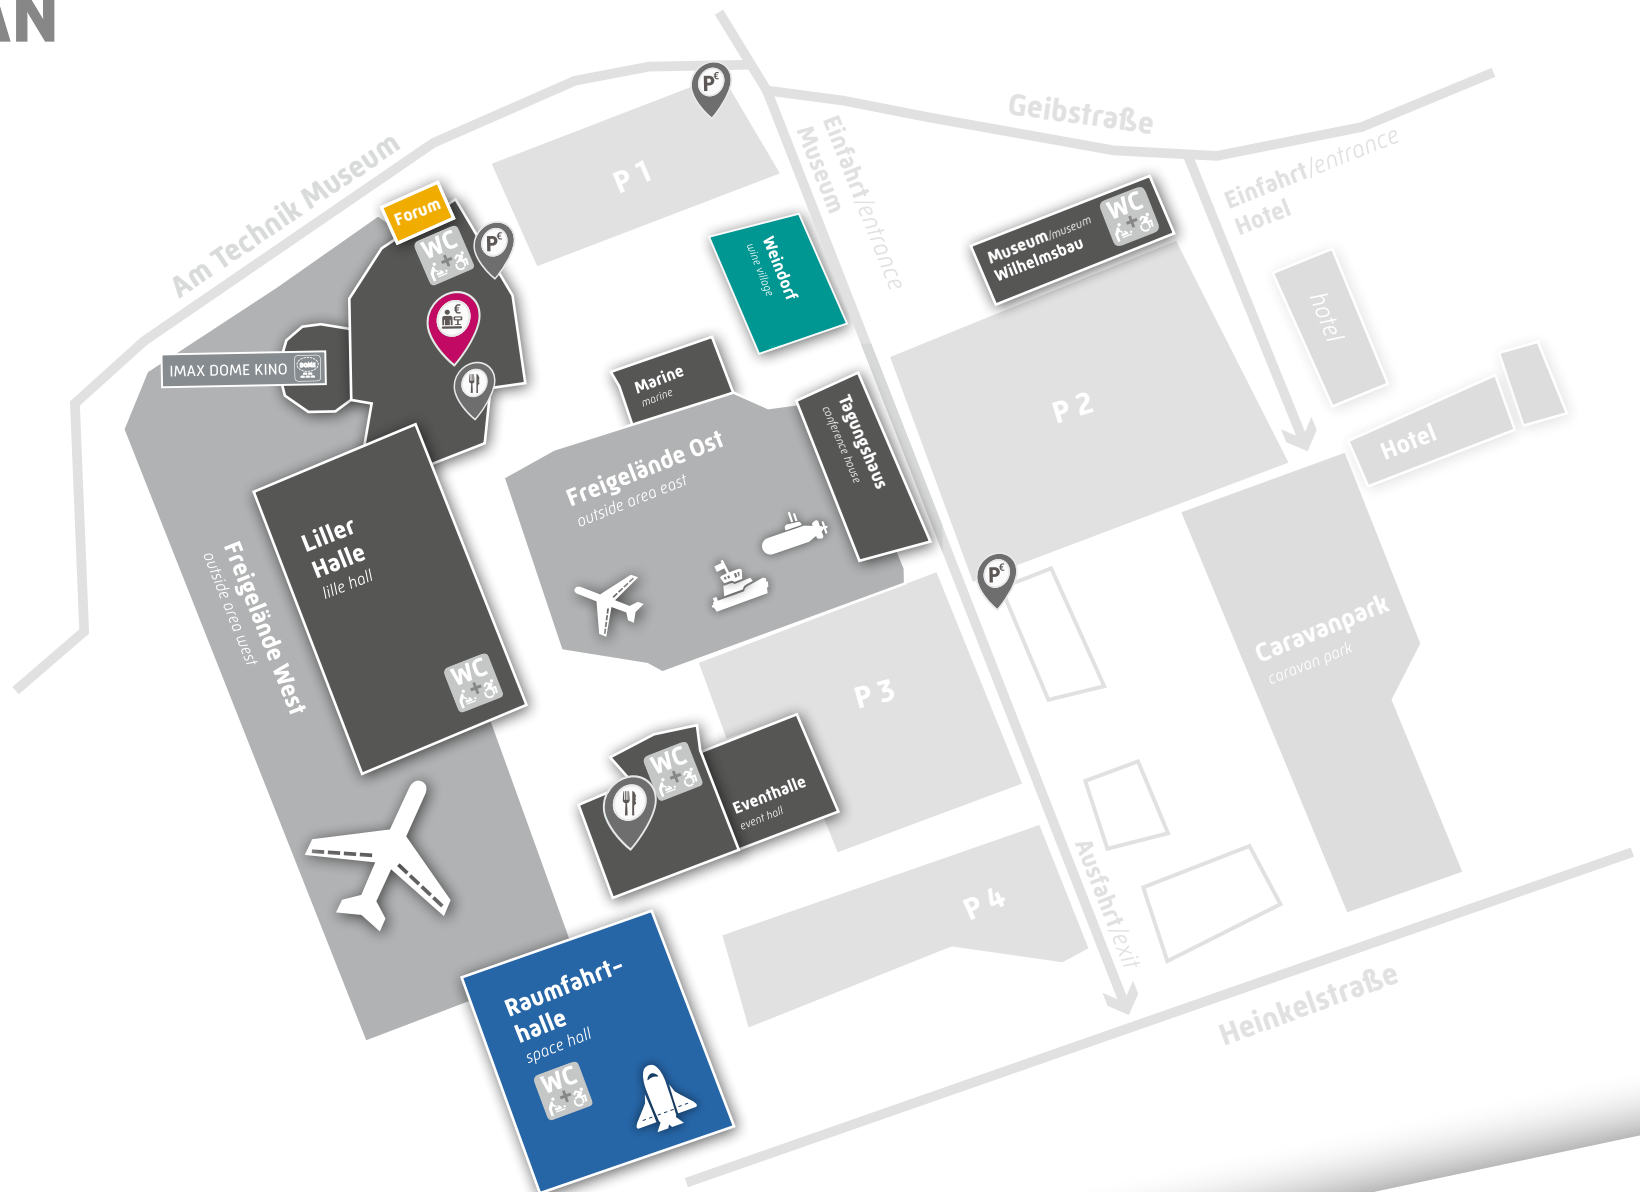 AN
Am Technik Museum
P€
P 1
Geibstraße
Einfahrt/entrance
Museum
Einfahrt/entrance
Hotel
Forum
WC
P€
Weindorf
wine village
Museum/museum
Wilhelmsbau
WC
hotel
€
IMAX DOME KINO
DOME
Marine
marine
Tagungshaus
conference house
P 2
Hotel
Freigelände Ost
outside area east
Liller
Halle
lille hall
WC
Freigelände West
outside area west
P€
Caravanpark
caravan park
P 3
WC
Eventhalle
event hall
P 4
Ausfahrt/exit
Raumfahrt-
halle
space hall
WC
Heinkelstraße